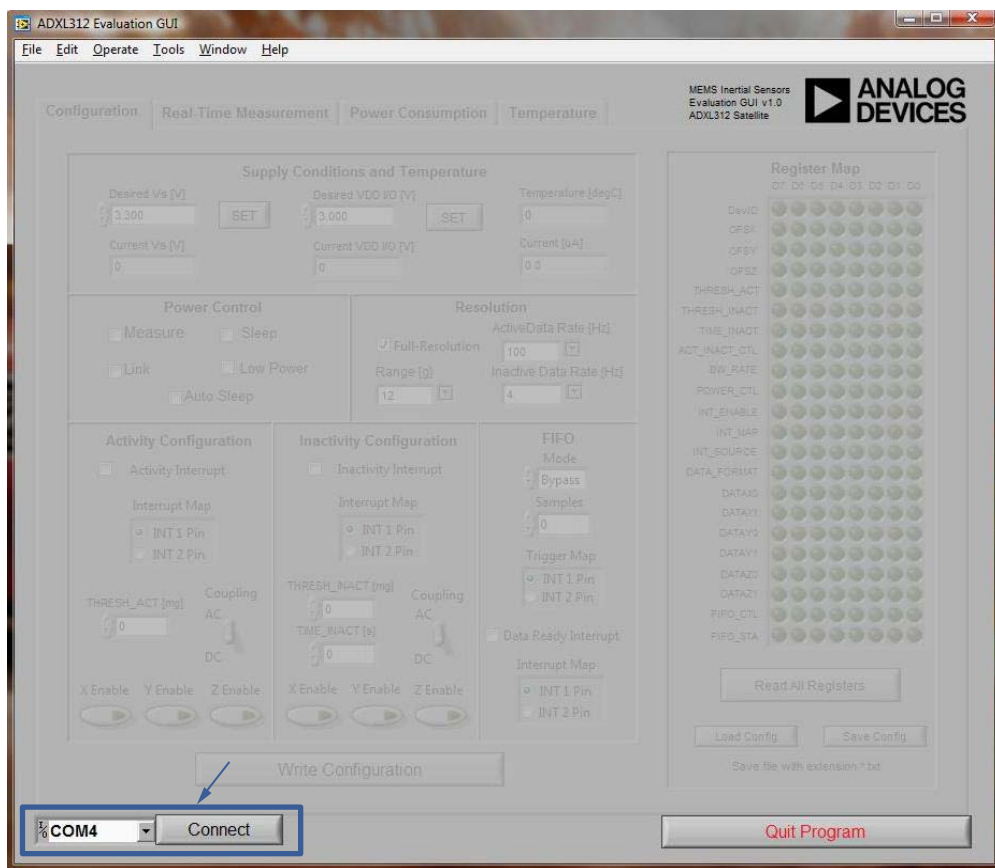 ADXL312 Evaluation GUI
File Edit Operate Tools Window Help
MEMS Inertial Sensors
Evaluation GUI v1.0
ADXL312 Satellite
ANALOG
DEVICES
Configuration Real-Time Measurement Power Consumption Temperature
Supply Conditions and Temperature
Desired Vs [V] Desired VDD I/O [V] Temperature [degC]
3.300 SET 3.000 SET 0
Current Vs [V] Current VDD I/O [V] Current [uA]
0 0 0.0
Power Control
Measure Sleep
Link Low Power
Auto Sleep
Resolution
ActiveData Rate [Hz]
Full-Resolution 100
Range [g] Inactive Data Rate [Hz]
12 4
Activity Configuration
Activity Interrupt
Interrupt Map
INT 1 Pin
INT 2 Pin
THRESH_ACT [mg] Coupling
0 AC
DC
X Enable Y Enable Z Enable
Inactivity Configuration
Inactivity Interrupt
Interrupt Map
INT 1 Pin
INT 2 Pin
THRESH_INACT [mg] Coupling
0 AC
TIME_INACT [s]
0 DC
X Enable Y Enable Z Enable
FIFO
Mode
Bypass
Samples
0
Trigger Map
INT 1 Pin
INT 2 Pin
Data Ready Interrupt
Interrupt Map
INT 1 Pin
INT 2 Pin
Write Configuration
Register Map
D7 D6 D5 D4 D3 D2 D1 D0
DevID
OFSX
OFSY
OFSZ
THRESH_ACT
THRESH_INACT
TIME_INACT
ACT_INACT_CTL
BW_RATE
POWER_CTL
INT_ENABLE
INT_MAP
INT_SOURCE
DATA_FORMAT
DATAX0
DATAX1
DATAY0
DATAY1
DATAZ0
DATAZ1
FIFO_CTL
FIFO_STA
Read All Registers
Load Config Save Config
Save file with extension *.txt
COM4 Connect
Quit Program